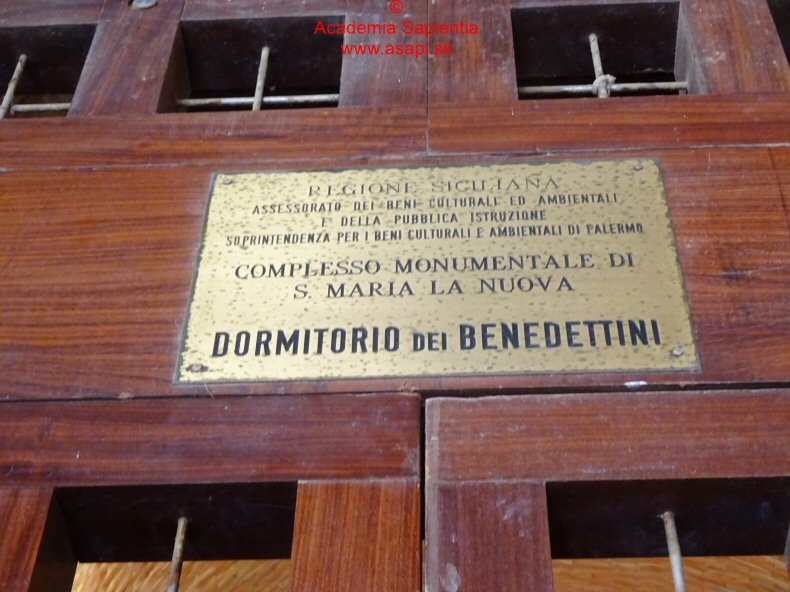 ©
Academia Sapientia
www.asapi.sk
REGIONE SICILIANA
ASSESSORATO DEI BENI CULTURALI ED AMBIENTALI
E DELLA PUBBLICA ISTRUZIONE
SOPRINTENDENZA PER I BENI CULTURALI E AMBIENTALI DI PALERMO
COMPLESSO MONUMENTALE DI
S. MARIA LA NUOVA
DORMITORIO DEI BENEDETTINI